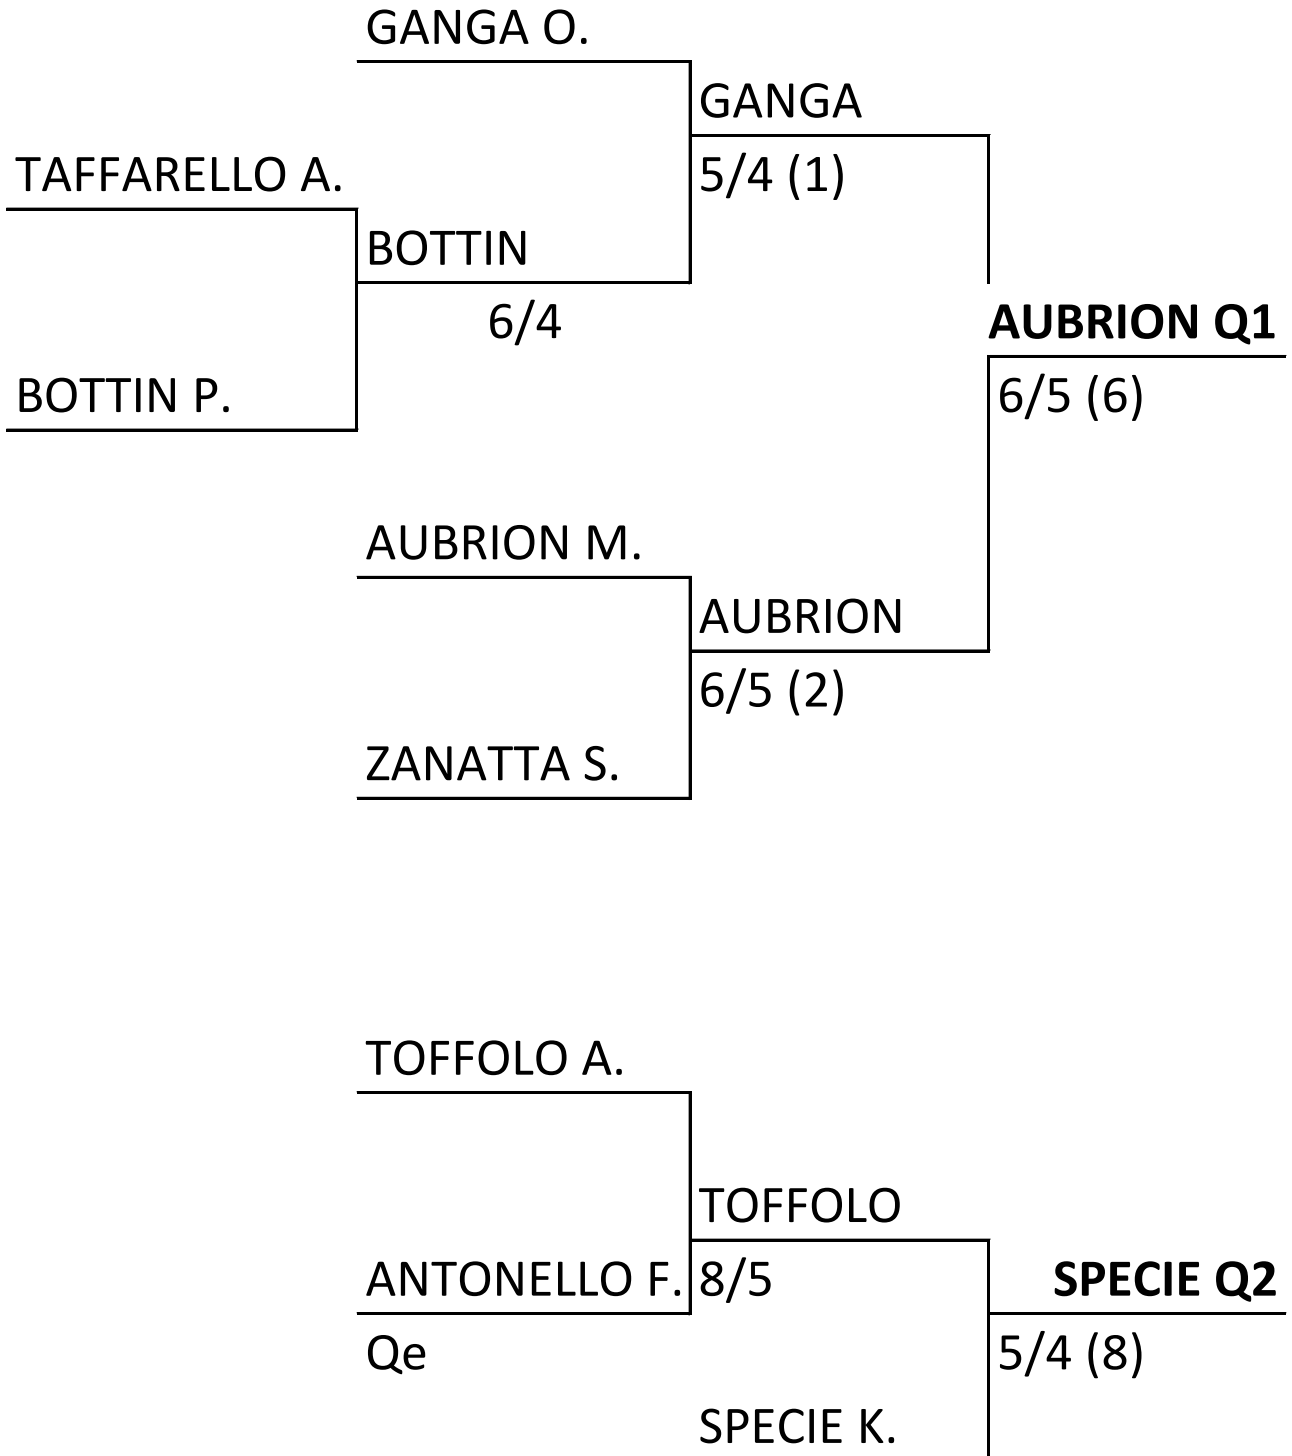 GANGA O.
GANGA
TAFFARELLO A.
5/4 (1)
BOTTIN
6/4
AUBRION Q1
BOTTIN P.
6/5 (6)
AUBRION M.
AUBRION
6/5 (2)
ZANATTA S.
TOFFOLO A.
TOFFOLO
ANTONELLO F.
8/5
SPECIE Q2
Qe
5/4 (8)
SPECIE K.